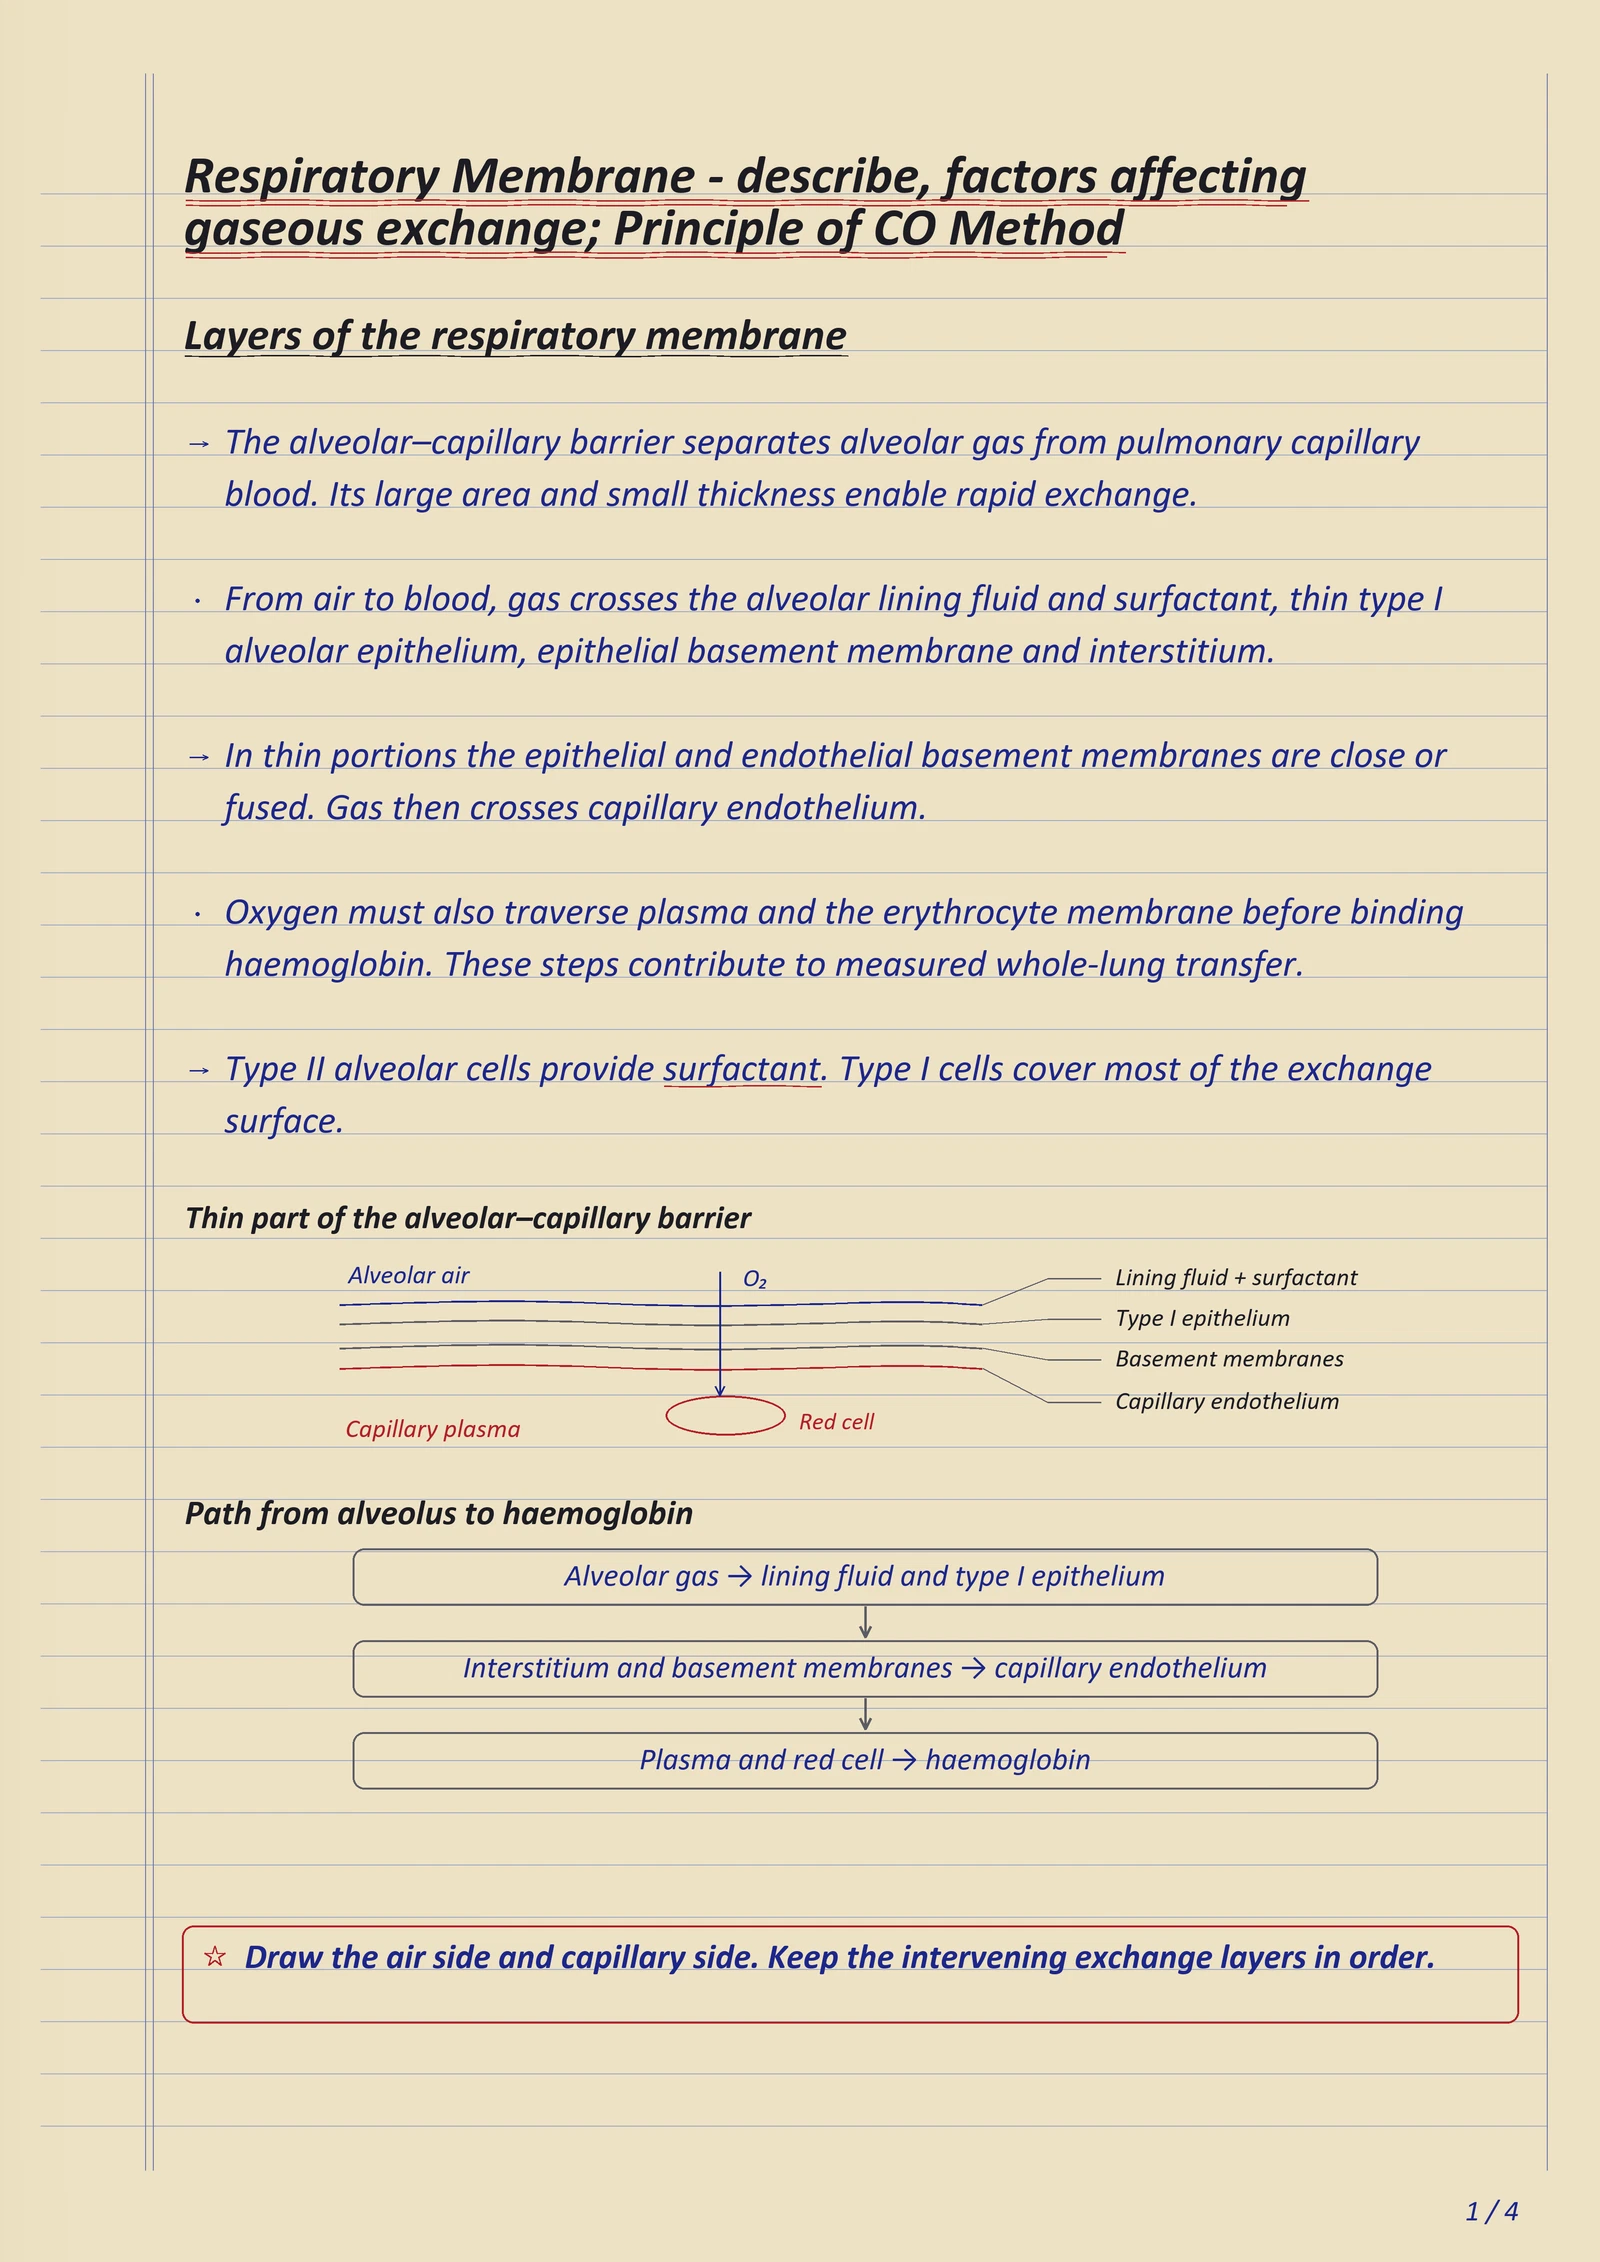 Respiratory Membrane - describe, factors affecting
gaseous exchange; Principle of CO Method
Layers of the respiratory membrane
→ The alveolar–capillary barrier separates alveolar gas from pulmonary capillary
blood. Its large area and small thickness enable rapid exchange.
· From air to blood, gas crosses the alveolar lining fluid and surfactant, thin type I
alveolar epithelium, epithelial basement membrane and interstitium.
→ In thin portions the epithelial and endothelial basement membranes are close or
fused. Gas then crosses capillary endothelium.
· Oxygen must also traverse plasma and the erythrocyte membrane before binding
haemoglobin. These steps contribute to measured whole-lung transfer.
→ Type II alveolar cells provide surfactant. Type I cells cover most of the exchange
surface.
Thin part of the alveolar–capillary barrier
Alveolar air
O₂
Lining fluid + surfactant
Type I epithelium
Basement membranes
Capillary endothelium
Capillary plasma
Red cell
Path from alveolus to haemoglobin
Alveolar gas → lining fluid and type I epithelium
Interstitium and basement membranes → capillary endothelium
Plasma and red cell → haemoglobin
☆ Draw the air side and capillary side. Keep the intervening exchange layers in order.
1 / 4